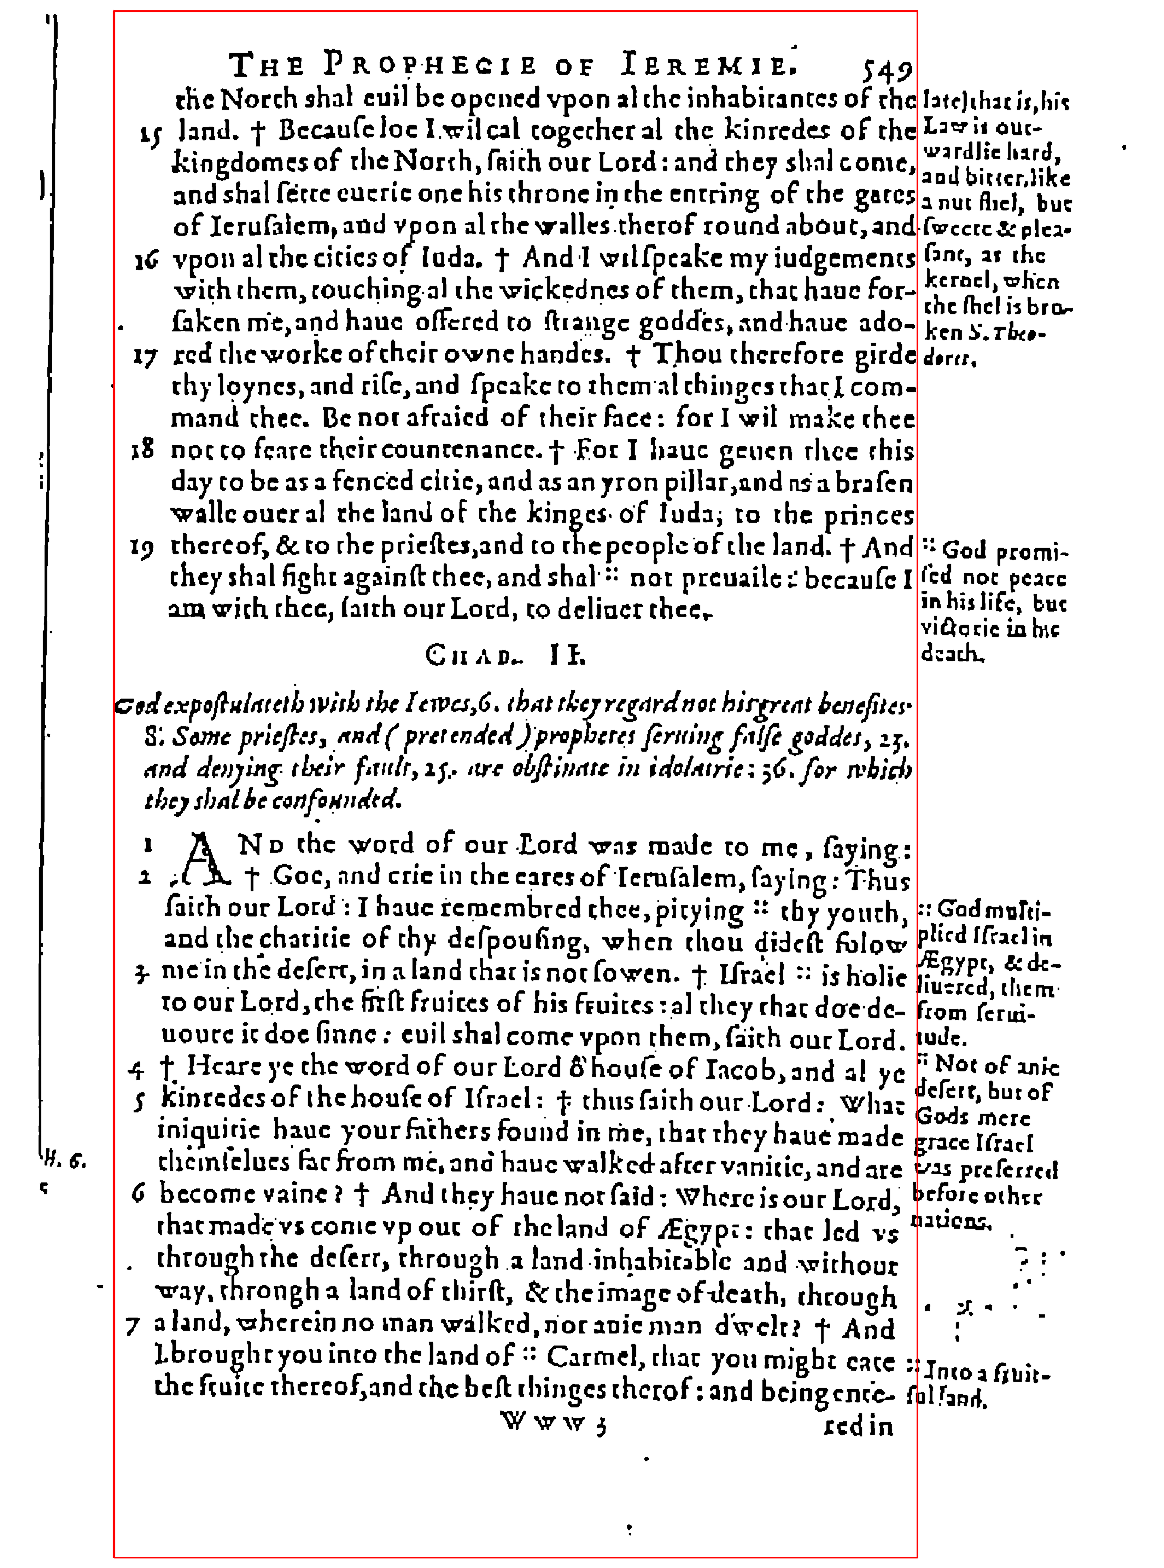 THE PROPHECIE OF IEREMIE. 549
the North shal euil be opened vpon al the inhabitantes of the
15 land. † Becauſe loe I wil cal together al the kinredes of the
kingdomes of the North, ſaith our Lord: and they shal come,
and shal ſette euerie one his throne in the entring of the gates
of Ieruſalem, and vpon al the walles therof round about, and
16 vpon al the cities of Iuda. † And I wil ſpeake my iudgements
with them, touching al the wickednes of them, that haue for-
ſaken me, and haue offered to ſtrange goddes, and haue ado-
17 red the worke of their owne handes. † Thou therefore girde
thy loynes, and riſe, and ſpeake to them al thinges that I com-
mand thee. Be not afraied of their face: for I wil make thee
18 not to feare their countenance. † For I haue geuen thee this
day to be as a fenced citie, and as an yron pillar, and as a braſen
walle ouer al the land of the kinges of Iuda, to the princes
19 thereof, & to the prieſtes, and to the people of the land. † And
they shal fight againſt thee, and shal :: not preuaile: becauſe I
am with thee, ſaith our Lord, to deliuer thee.
late) that is, his
Law is out-
wardlie hard,
and bitter, like
a nut ſhel, but
ſweete & plea-
ſant, as the
kernel, when
the ſhel is bro-
ken S. Theo-
doret.
:: God promi-
ſed not peace
in his life, but
victorie in his
death.
CHAP. II.
God expoſtulateth with the Iewes, 6. that they regard not his great benefites
8. Some prieſtes, and (pretended) prophetes ſeruing falſe goddes, 23.
and denying their fault, 25. are obſtinate in idolatrie: 36. for which
they shal be confounded.
1 AND the word of our Lord was made to me, ſaying:
2 † Goe, and crie in the eares of Ieruſalem, ſaying: Thus
ſaith our Lord: I haue remembred thee, pitying :: thy youth,
and the charitie of thy deſpouſing, when thou dideſt folow
3 me in the deſert, in a land that is not ſowen. † Iſrael :: is holie
to our Lord, the firſt fruites of his fruites: al they that doe de-
uoure it doe ſinne: euil shal come vpon them, ſaith our Lord.
4 † Heare ye the word of our Lord ô houſe of Iacob, and al ye
5 kinredes of the houſe of Iſrael: † thus ſaith our Lord: What
iniquitie haue your fathers found in me, that they haue made
themſelues far from me, and haue walked after vanitie, and are
6 become vaine? † And they haue not ſaid: Where is our Lord,
that made vs come vp out of the land of Ægypt: that led vs
through the deſert, through a land inhabitable and without
way, through a land of thirſt, & the image of death, through
7 a land, wherein no man walked, nor anie man dwelt? † And
I brought you into the land of :: Carmel, that you might eate
the fruite thereof, and the beſt thinges therof: and being ente-
:: God multi-
plied Iſrael in
Ægypt, & de-
liuered, them
from ſerui-
tude.
:: Not of anie
deſert, but of
Gods mere
grace Iſrael
was preferred
before other
nations.
:: Into a fruit-
ful land.
H. 6.
Www 3 red in